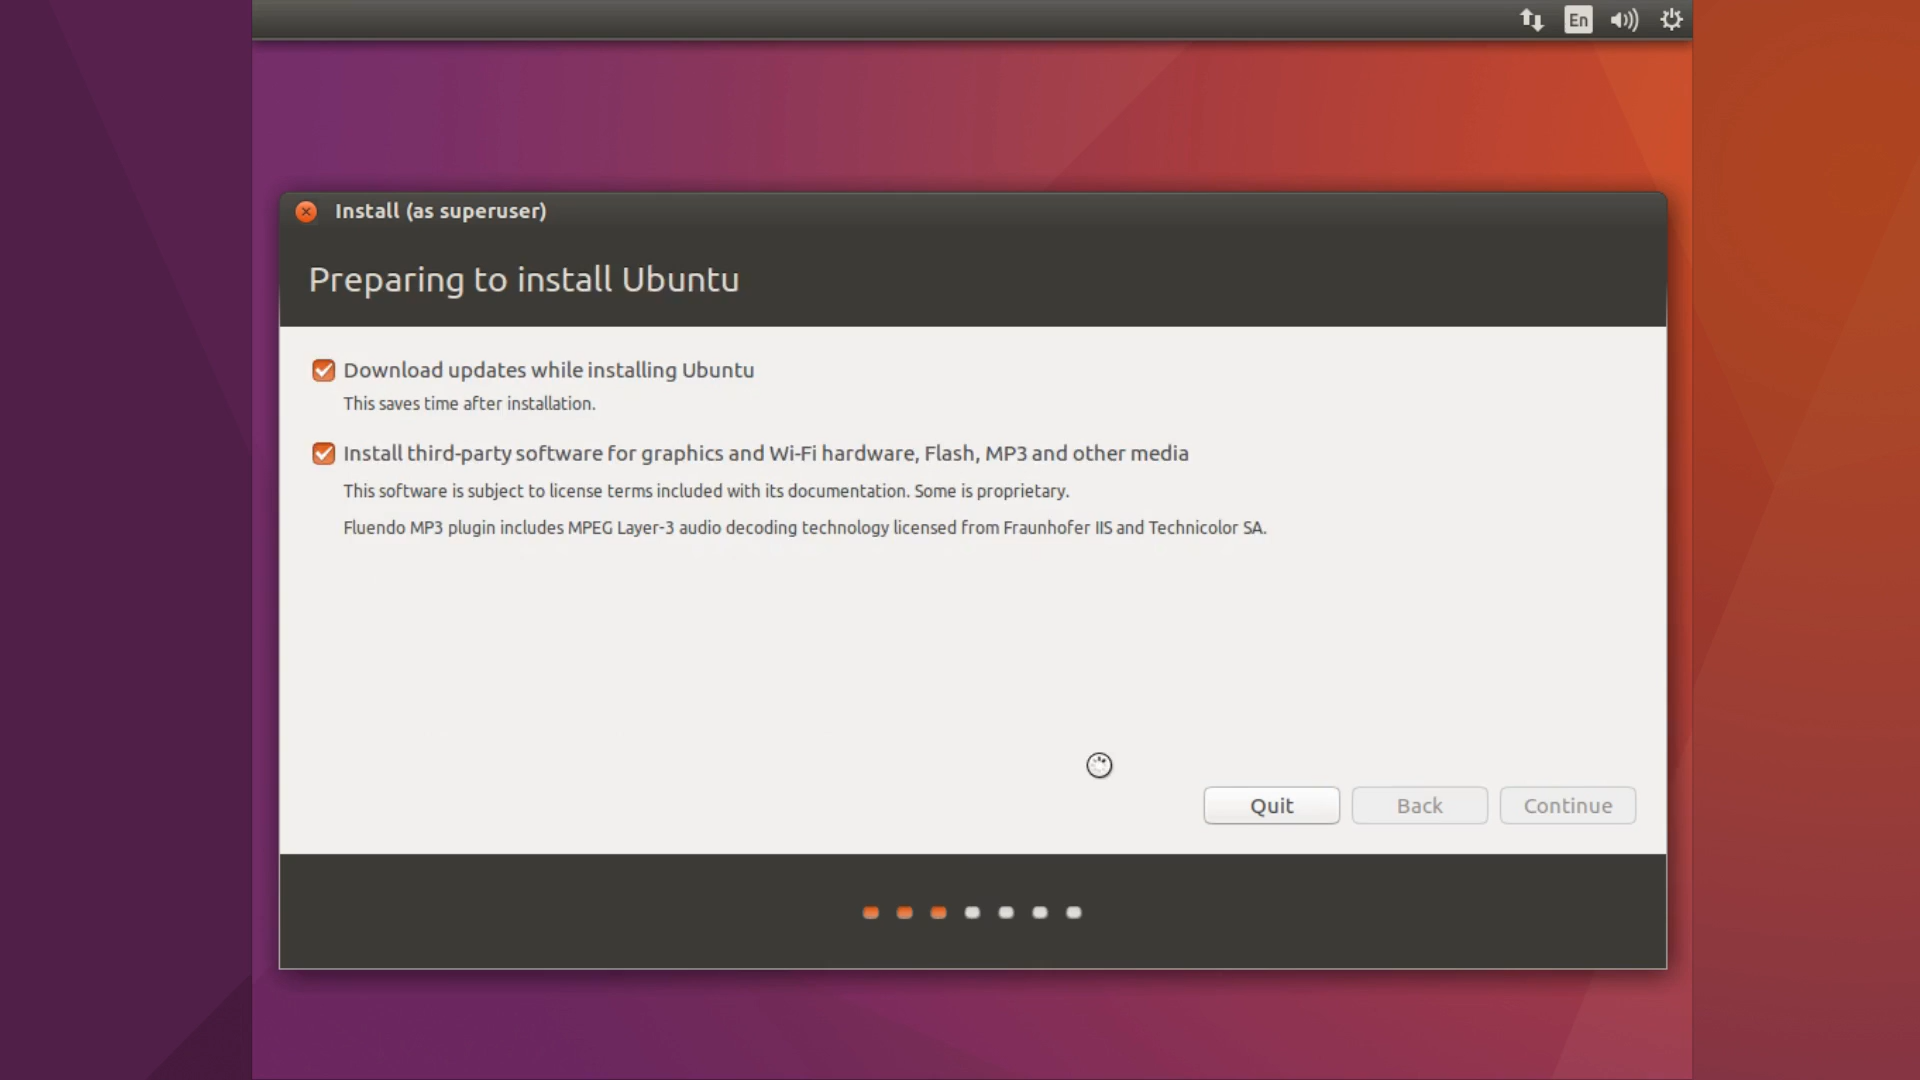 En
Install (as superuser)
Preparing to install Ubuntu
Download updates while installing Ubuntu
This saves time after installation.
Install third-party software for graphics and Wi-Fi hardware, Flash, MP3 and other media
This software is subject to license terms included with its documentation. Some is proprietary.
Fluendo MP3 plugin includes MPEG Layer-3 audio decoding technology licensed from Fraunhofer IIS and Technicolor SA.
Quit Back Continue